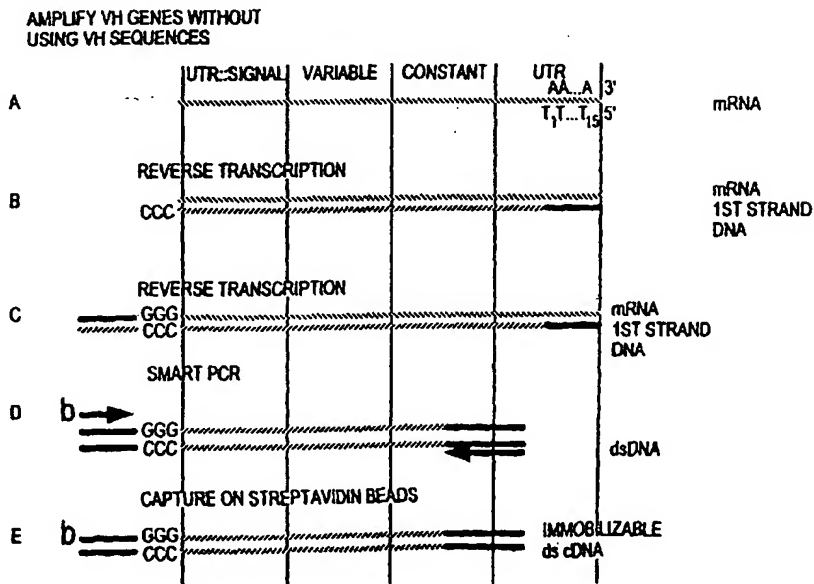 AMPLIFY VH GENES WITHOUT
USING VH SEQUENCES
UTR::SIGNAL VARIABLE CONSTANT UTR
AA...A 3'
A mRNA
T1T...T15 5'
REVERSE TRANSCRIPTION
mRNA
B 1ST STRAND
CCC DNA
REVERSE TRANSCRIPTION
C GGG mRNA
CCC 1ST STRAND
DNA
SMART PCR
D b
GGG
CCC dsDNA
CAPTURE ON STREPTAVIDIN BEADS
E b GGG IMMOBILIZABLE
CCC ds cDNA